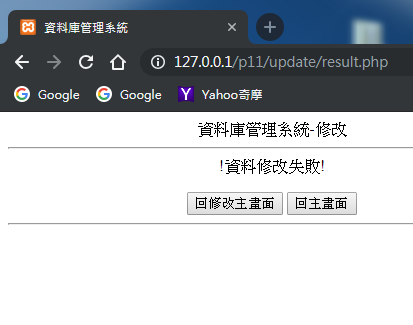 資料庫管理系統
127.0.0.1/p11/update/result.php
Google Google Yahoo奇摩
資料庫管理系統-修改
!資料修改失敗!
回修改主畫面 回主畫面